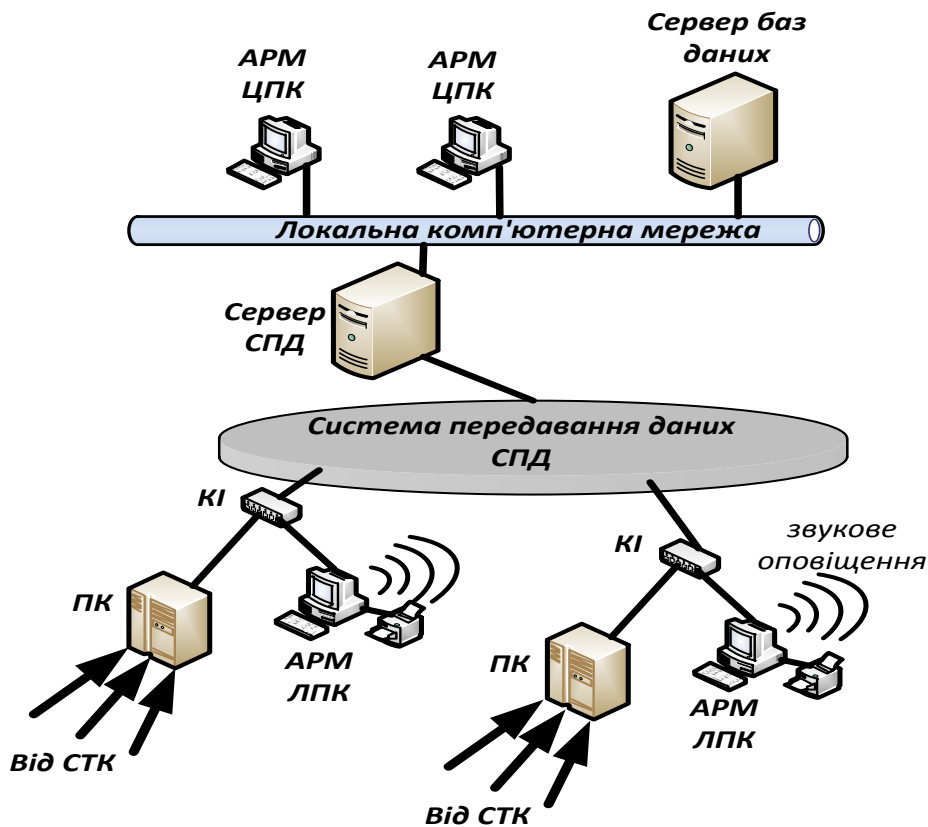 АРМ
ЦПК
АРМ
ЦПК
Сервер баз
даних
Локальна комп'ютерна мережа
Сервер
СПД
Система передавання даних
СПД
КІ
КІ
звукове
оповіщення
ПК
АРМ
ЛПК
ПК
АРМ
ЛПК
Від СТК
Від СТК